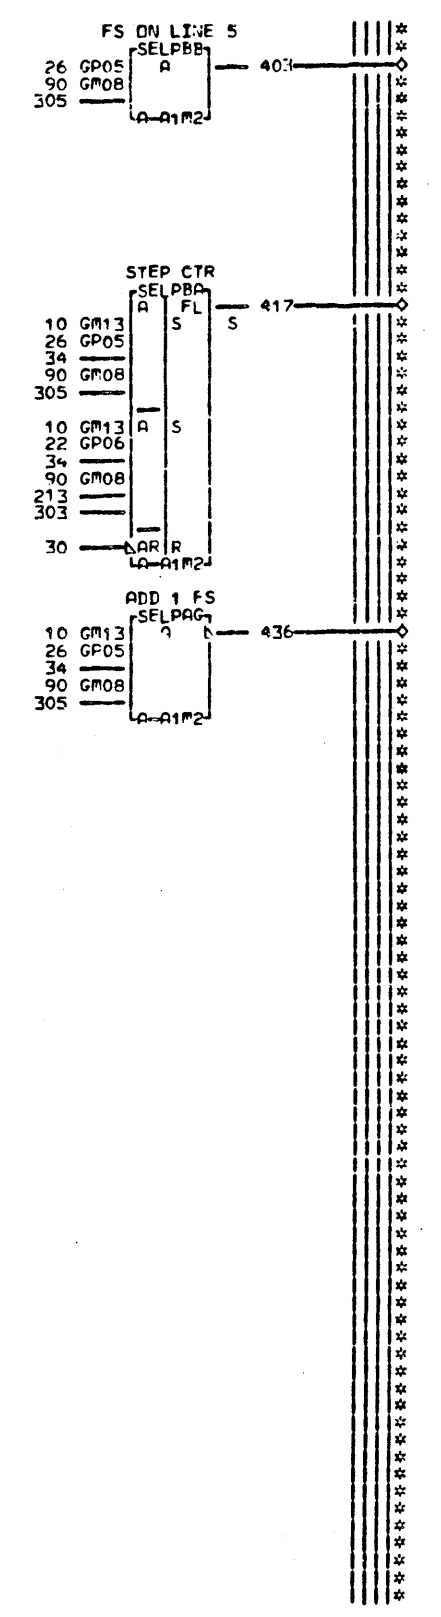 FS ON LINE 5
SELPBB
26 GP05 A 403
90 GM08
305
A-A1M2
STEP CTR
SELPBA
A FL 417
10 GM13 S S
26 GP05
34
90 GM08
305
10 GM13 A S
22 GP06
34
90 GM08
213
303
30 AR R
A-A1M2
ADD 1 FS
SELPAG
10 GM13 A 436
26 GP05
34
90 GM08
305
A-A1M2